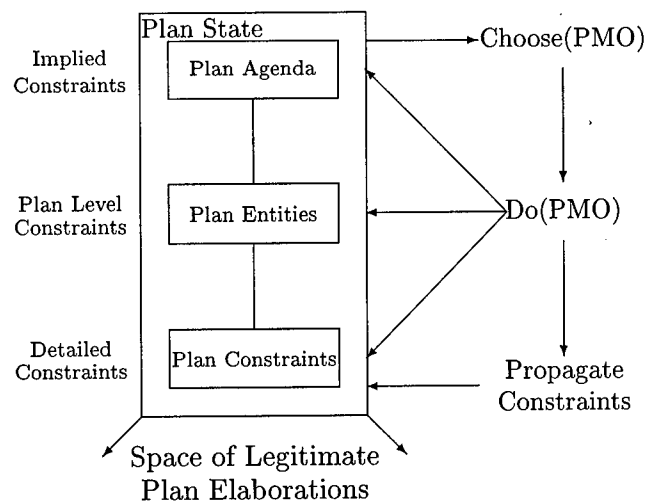 Plan State
Choose(PMO)
Implied
Constraints
Plan Agenda
Plan Level
Constraints
Plan Entities
Do(PMO)
Detailed
Constraints
Plan Constraints
Propagate
Constraints
Space of Legitimate
Plan Elaborations